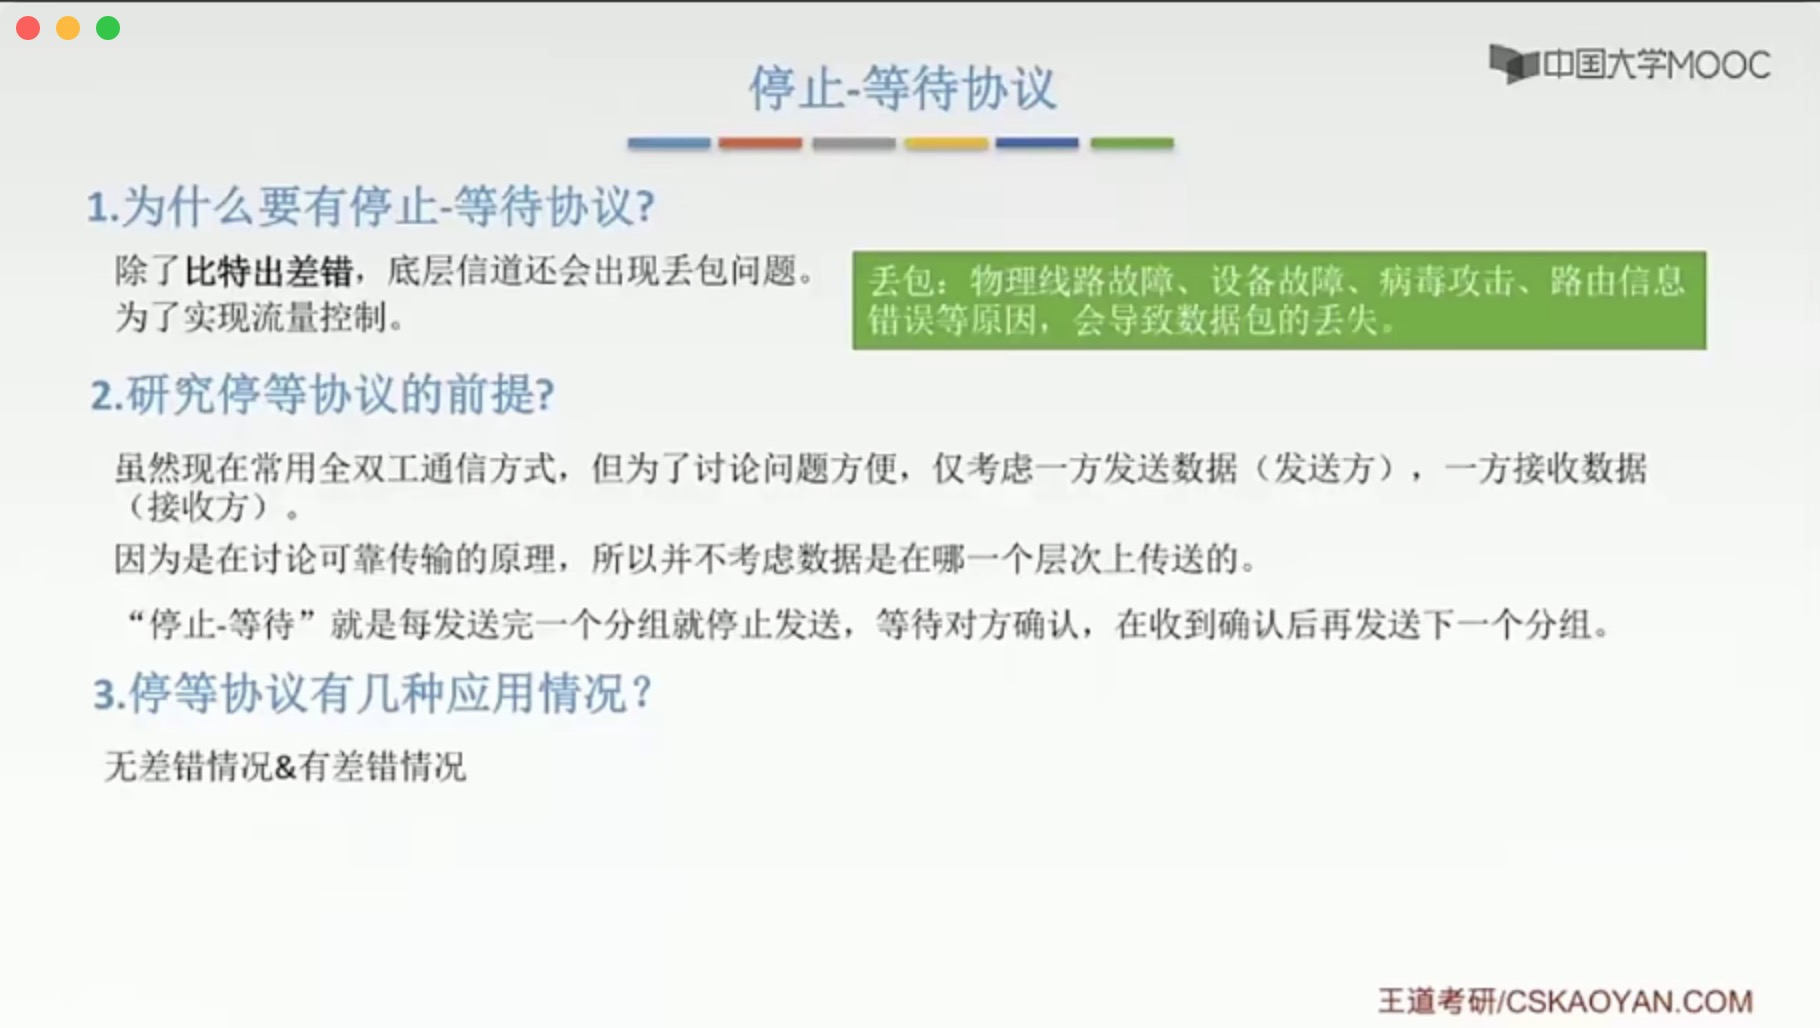 中国大学MOOC
停止-等待协议
1.为什么要有停止-等待协议?
除了比特出差错，底层信道还会出现丢包问题。
为了实现流量控制。
丢包：物理线路故障、设备故障、病毒攻击、路由信息
错误等原因，会导致数据包的丢失。
2.研究停等协议的前提?
虽然现在常用全双工通信方式，但为了讨论问题方便，仅考虑一方发送数据（发送方），一方接收数据
（接收方）。
因为是在讨论可靠传输的原理，所以并不考虑数据是在哪一个层次上传送的。
“停止-等待”就是每发送完一个分组就停止发送，等待对方确认，在收到确认后再发送下一个分组。
3.停等协议有几种应用情况？
无差错情况&有差错情况
王道考研/CSKAOYAN.COM